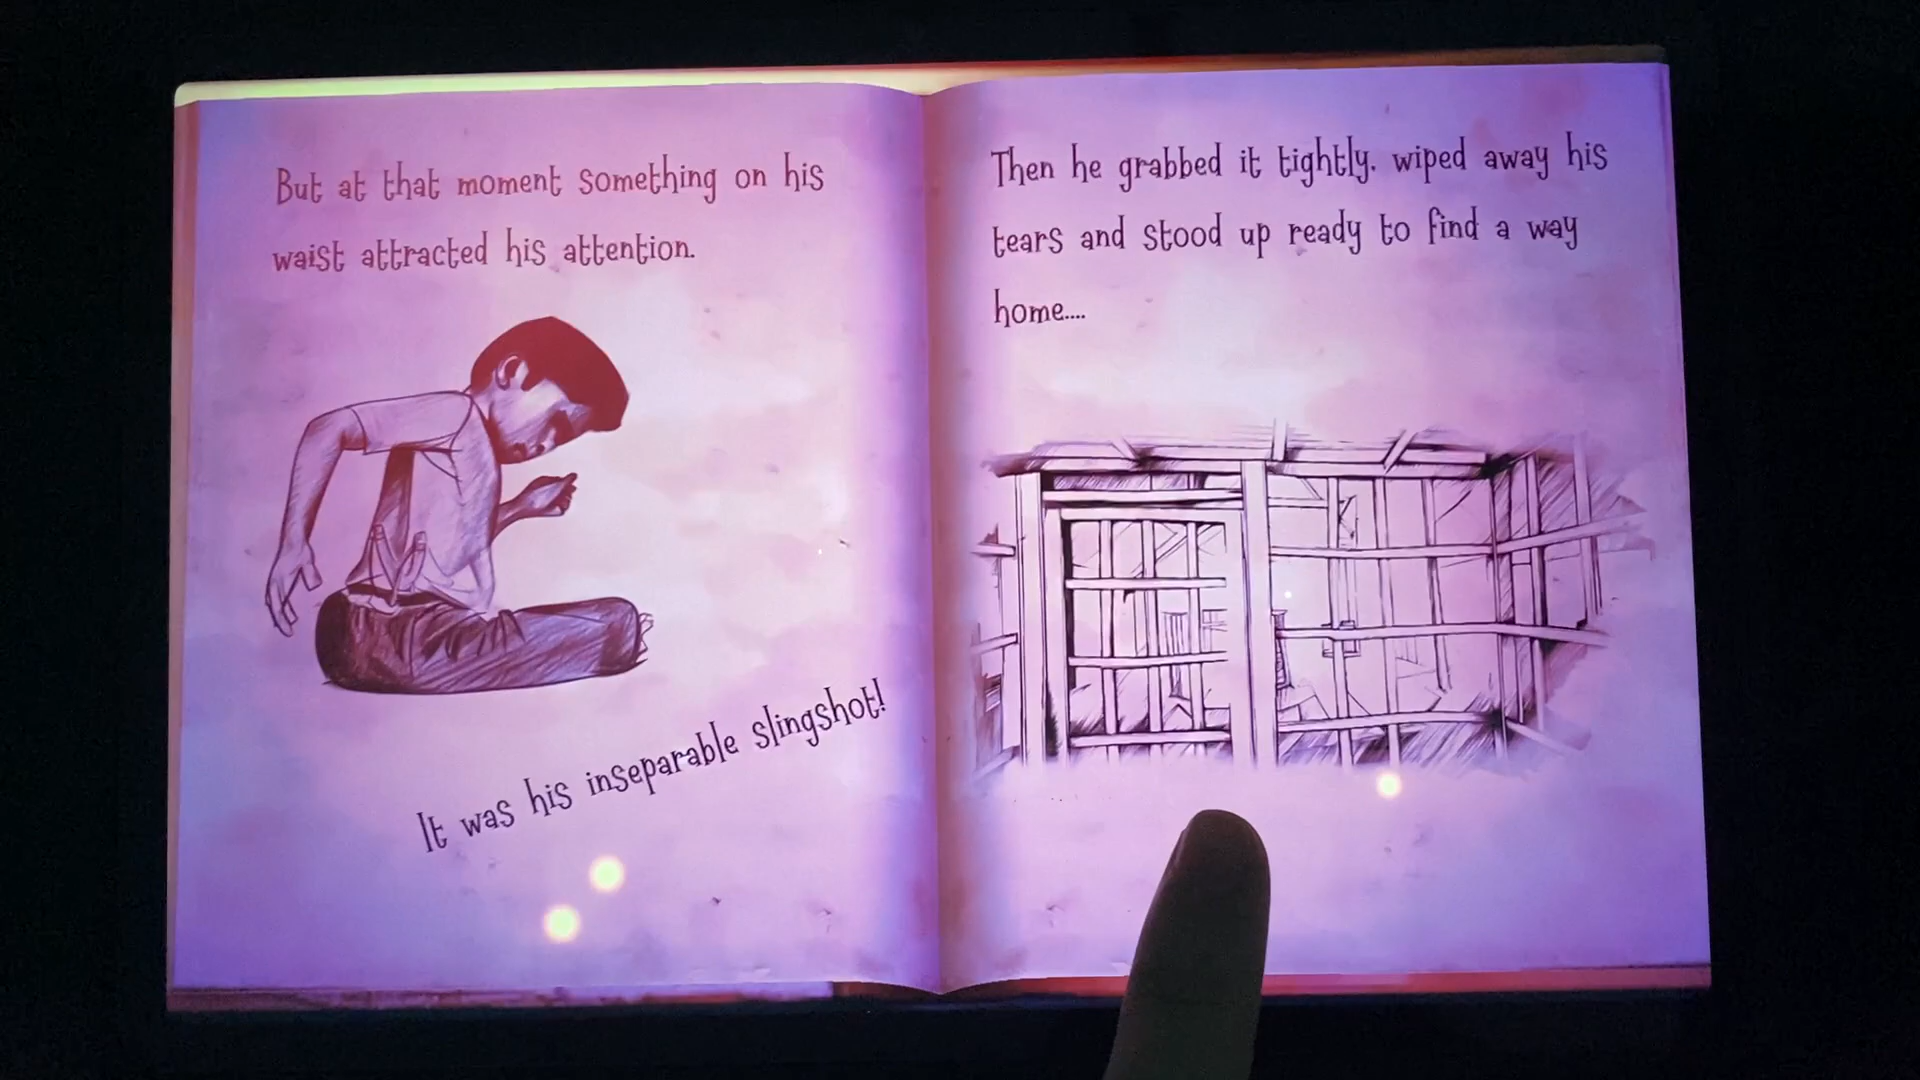 But at that moment something on his
waist attracted his attention.
It was his inseparable slingshot!
Then he grabbed it tightly. wiped away his
tears and stood up ready to find a way
home....